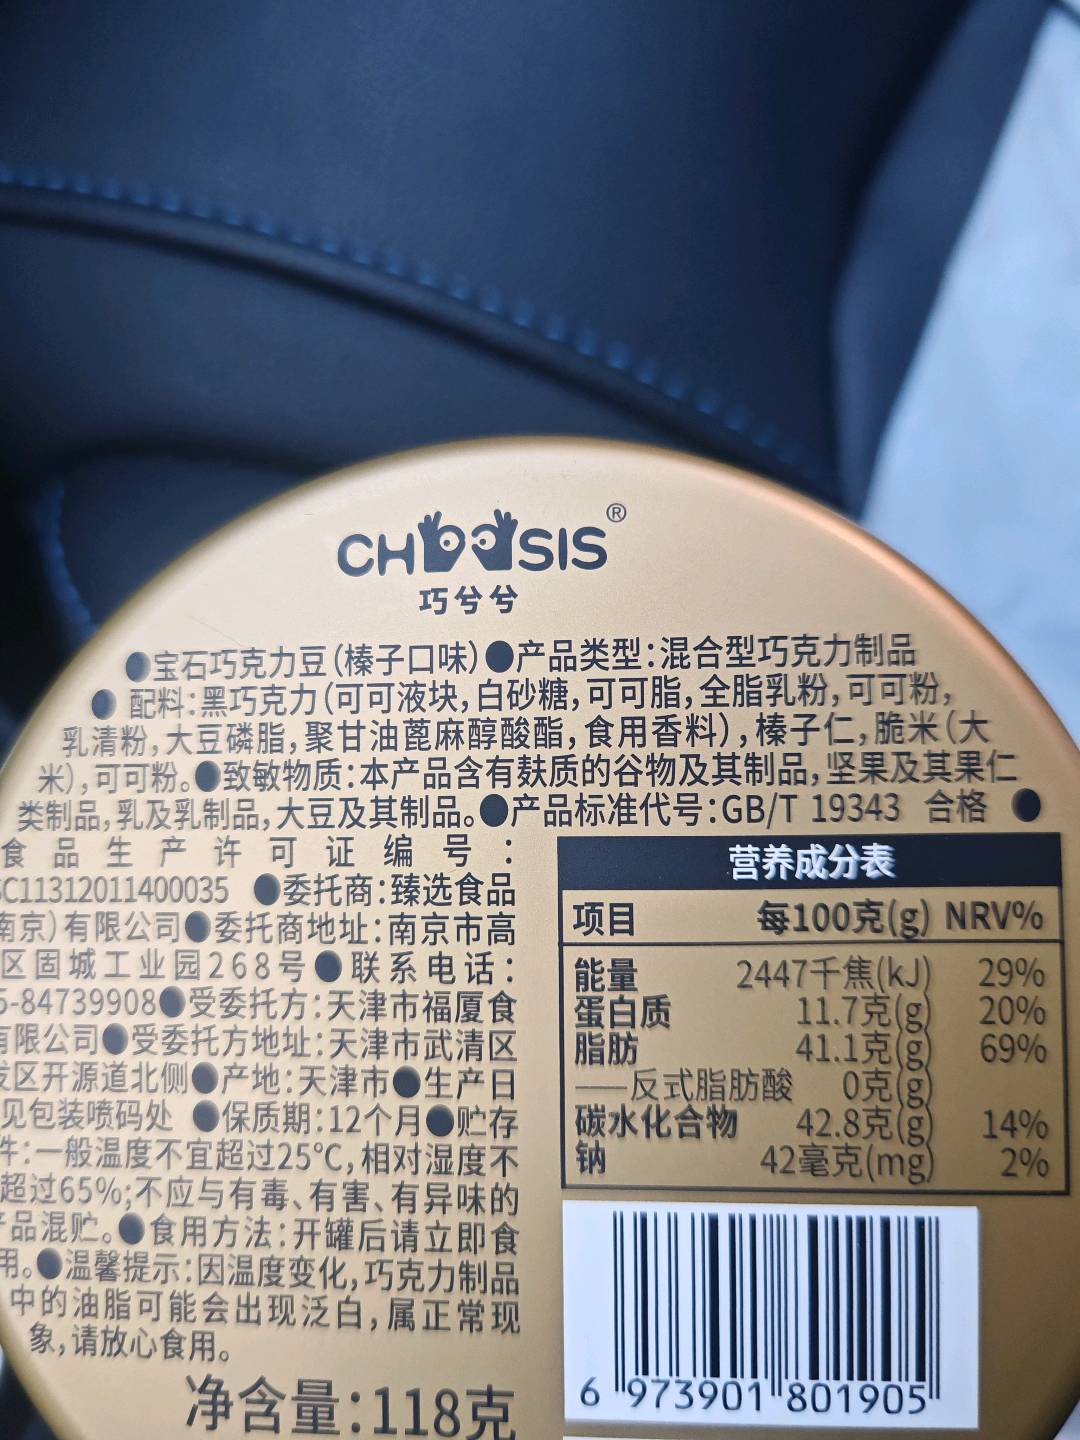 CHOOSIS®
巧兮兮
●宝石巧克力豆(榛子口味)●产品类型:混合型巧克力制品
●配料:黑巧克力(可可液块,白砂糖,可可脂,全脂乳粉,可可粉,
乳清粉,大豆磷脂,聚甘油蓖麻醇酸酯,食用香料),榛子仁,脆米(大
米),可可粉。●致敏物质:本产品含有麸质的谷物及其制品,坚果及其果仁
类制品,乳及乳制品,大豆及其制品。●产品标准代号:GB/T 19343 合格 ●
食品生产许可证编号:
SC11312011400035 ●委托商:臻选食品
南京)有限公司●委托商地址:南京市高
区固城工业园268号●联系电话:
5-84739908●受委托方:天津市福厦食
有限公司●受委托方地址:天津市武清区
发区开源道北侧●产地:天津市●生产日
见包装喷码处 ●保质期:12个月●贮存
件:一般温度不宜超过25℃,相对湿度不
超过65%;不应与有毒、有害、有异味的
产品混贮。●食用方法:开罐后请立即食
用。●温馨提示:因温度变化,巧克力制品
中的油脂可能会出现泛白,属正常现
象,请放心食用。
净含量:118克
营养成分表
项目 每100克(g) NRV%
能量 2447千焦(kJ) 29%
蛋白质 11.7克(g) 20%
脂肪 41.1克(g) 69%
——反式脂肪酸 0克(g)
碳水化合物 42.8克(g) 14%
钠 42毫克(mg) 2%
6 973901 801905